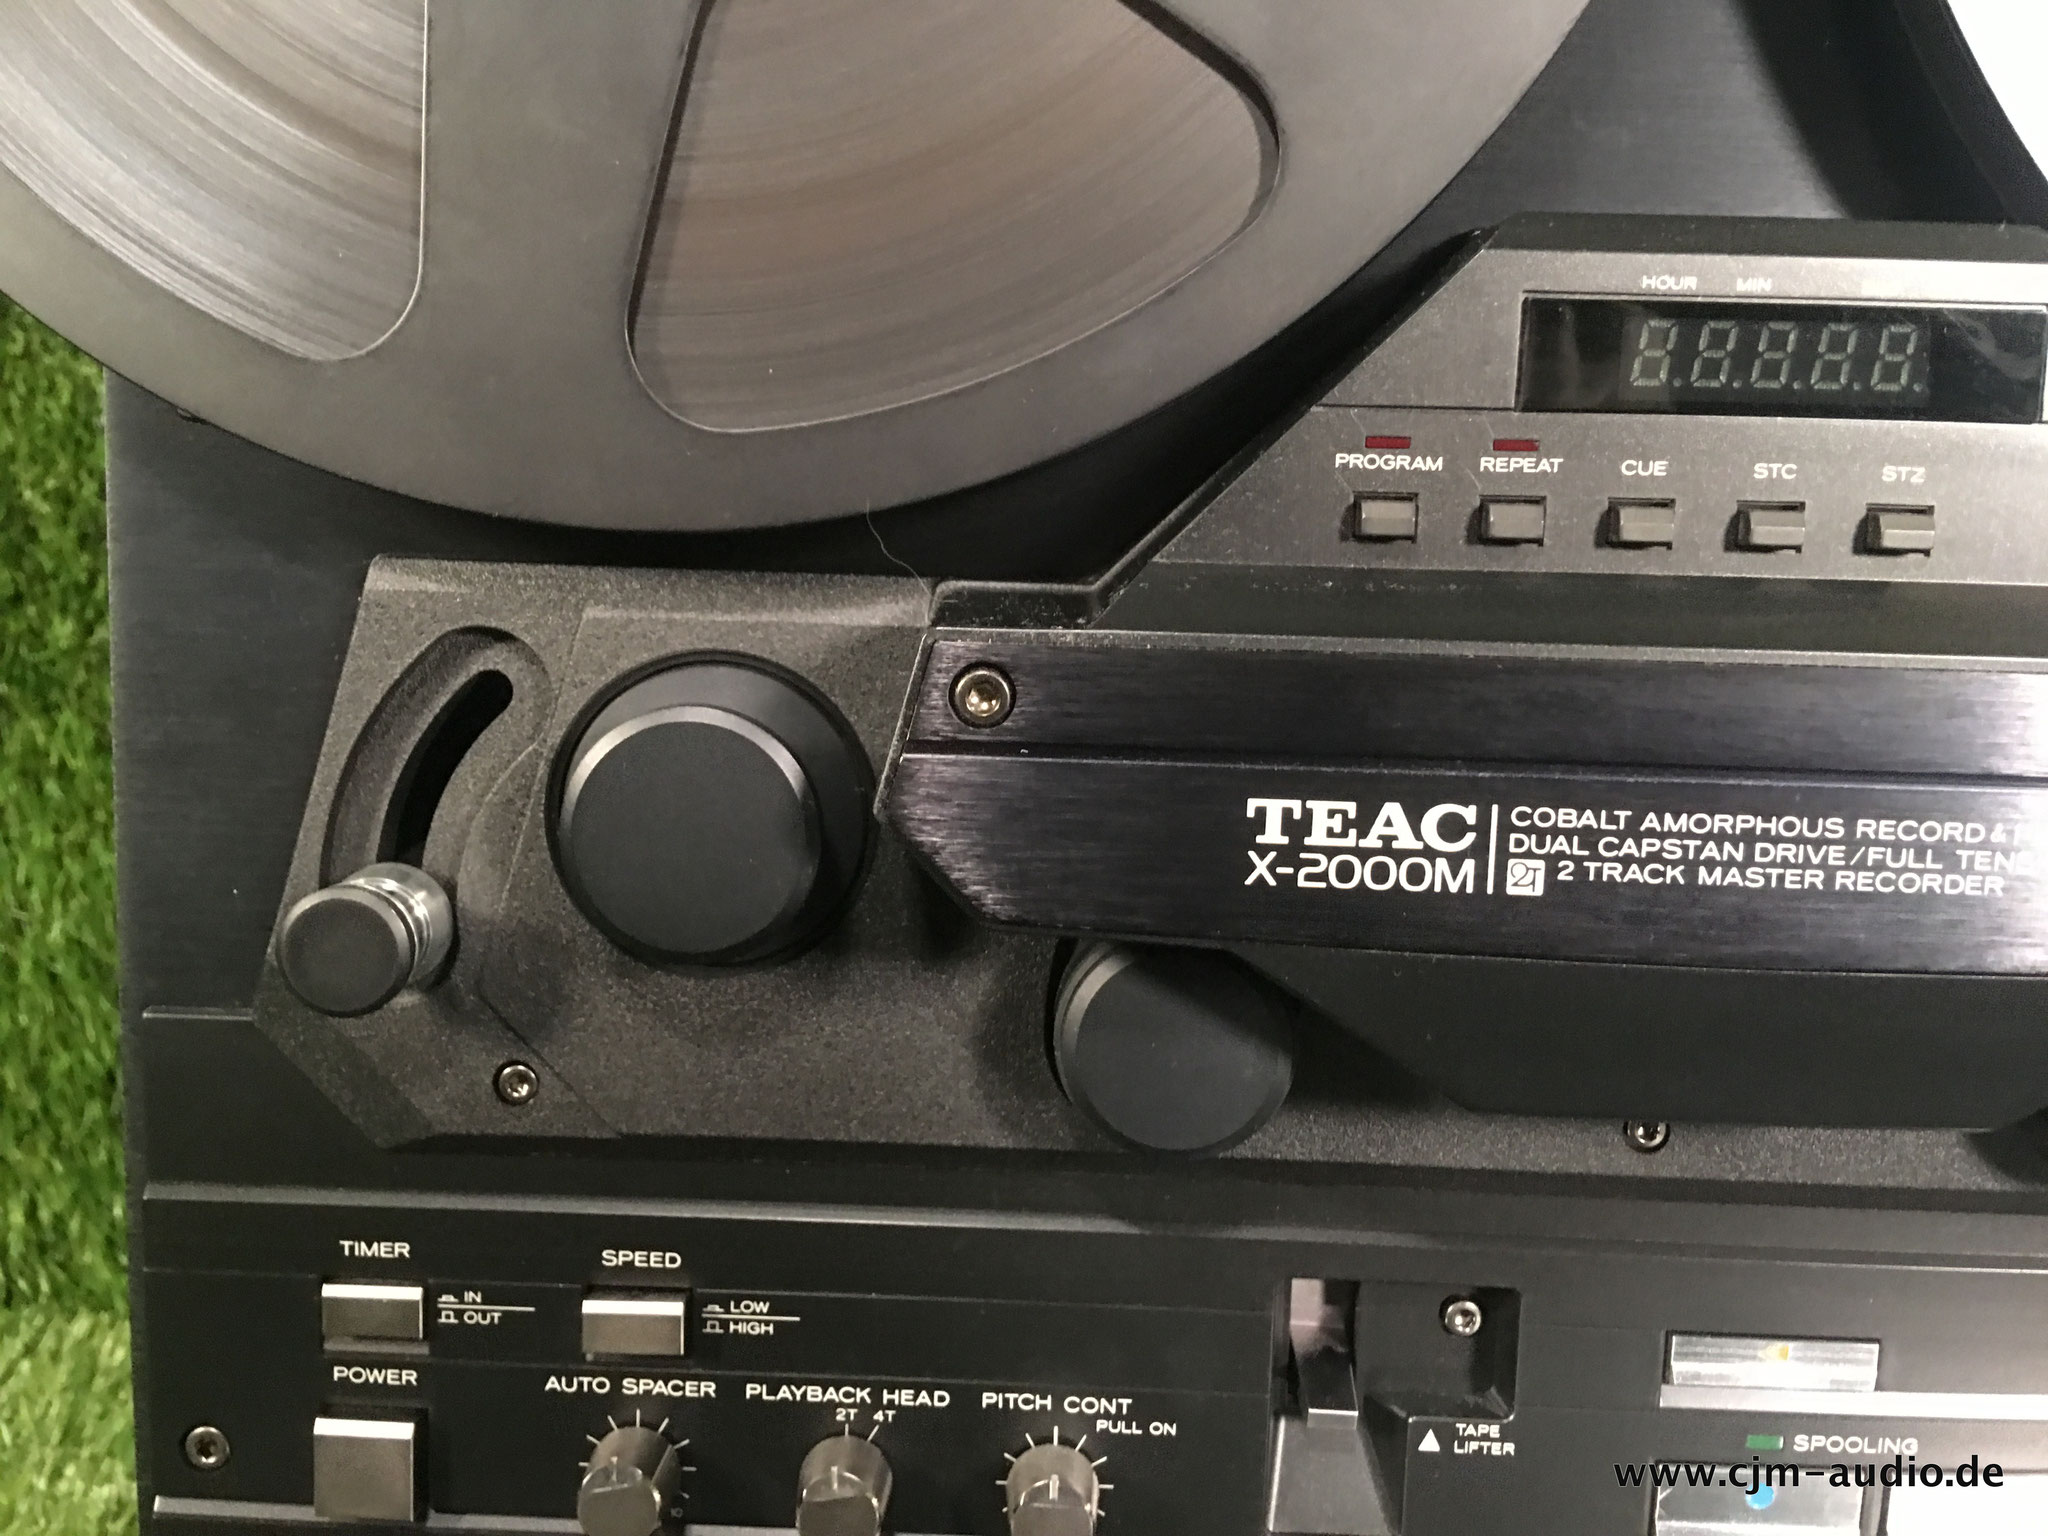 HOUR MIN
PROGRAM REPEAT CUE STC STZ
TEAC
X-2000M
COBALT AMORPHOUS RECORD &
DUAL CAPSTAN DRIVE/FULL
2T 2 TRACK MASTER RECORDER
TIMER
IN
OUT
SPEED
LOW
HIGH
POWER
AUTO SPACER
PLAYBACK HEAD
2T 4T
PITCH CONT
PULL ON
TAPE
LIFTER
SPOOLING
www.cjm-audio.de